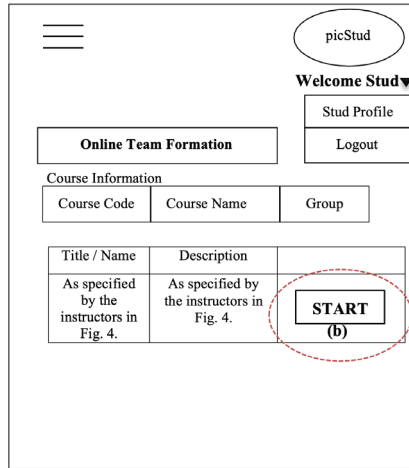 picStud
Welcome Stud▼
Stud Profile
Online Team Formation
Logout
Course Information
Course Code Course Name Group
Title / Name Description
As specified
by the
instructors in
Fig. 4.
As specified by
the instructors in
Fig. 4.
START
(b)